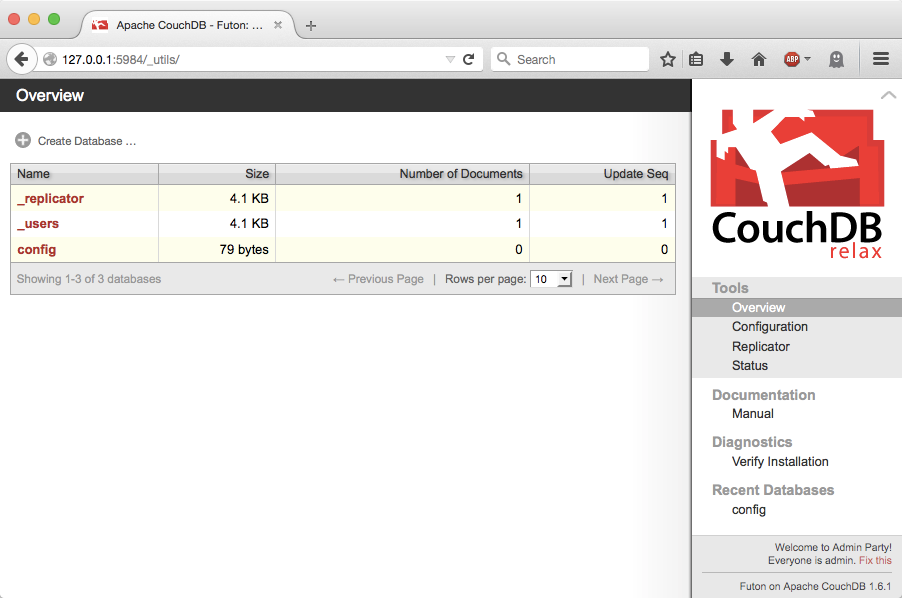 Apache CouchDB - Futon: ...
127.0.0.1:5984/_utils/
Search
ABP
Overview
Create Database ...
Name Size Number of Documents Update Seq
_replicator 4.1 KB 1 1
_users 4.1 KB 1 1
config 79 bytes 0 0
Showing 1-3 of 3 databases ← Previous Page | Rows per page: 10 | Next Page →
CouchDB
relax
Tools
Overview
Configuration
Replicator
Status
Documentation
Manual
Diagnostics
Verify Installation
Recent Databases
config
Welcome to Admin Party!
Everyone is admin. Fix this
Futon on Apache CouchDB 1.6.1